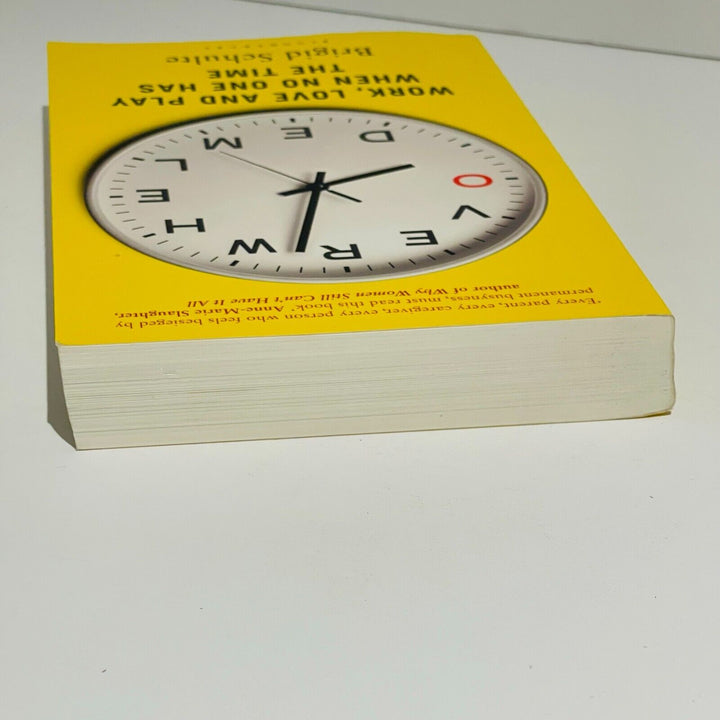 'Every parent, every caregiver, every person who feels besieged by
permanent busyness, must read this book.' Anne-Marie Slaughter,
author of Why Women Still Can't Have It All
OVERWHELMED
WORK, LOVE AND PLAY
WHEN NO ONE HAS
THE TIME
Brigid Schulte